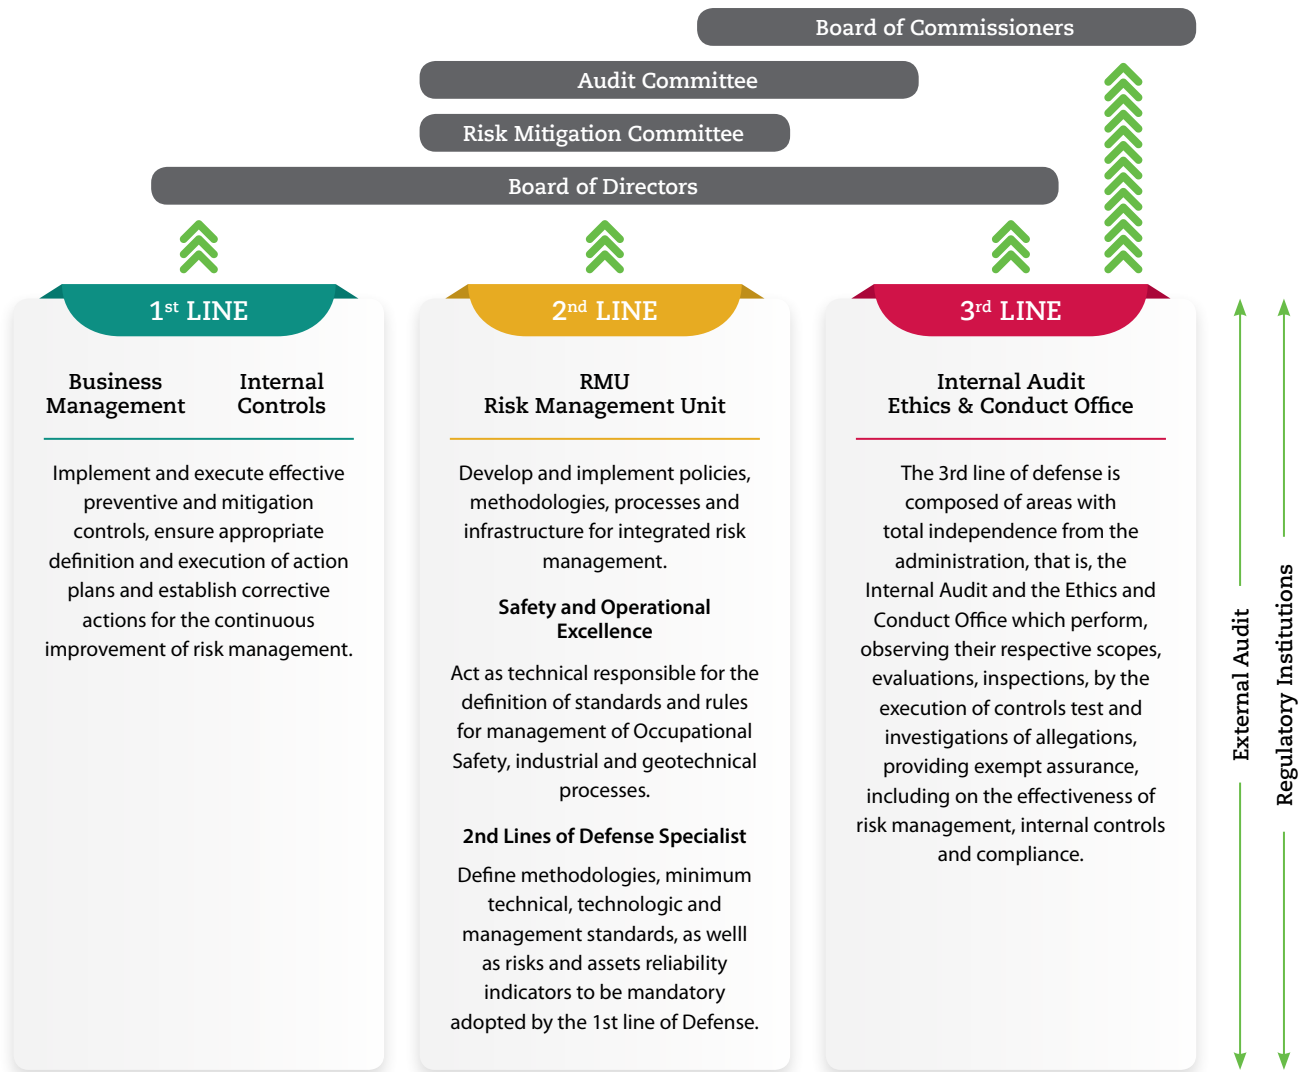 Board of Commissioners
Audit Committee
Risk Mitigation Committee
Board of Directors
1st LINE
Business
Management
Internal
Controls
Implement and execute effective
preventive and mitigation
controls, ensure appropriate
definition and execution of action
plans and establish corrective
actions for the continuous
improvement of risk management.
2nd LINE
RMU
Risk Management Unit
Develop and implement policies,
methodologies, processes and
infrastructure for integrated risk
management.
Safety and Operational
Excellence
Act as technical responsible for the
definition of standards and rules
for management of Occupational
Safety, industrial and geotechnical
processes.
2nd Lines of Defense Specialist
Define methodologies, minimum
technical, technologic and
management standards, as welll
as risks and assets reliability
indicators to be mandatory
adopted by the 1st line of Defense.
3rd LINE
Internal Audit
Ethics & Conduct Office
The 3rd line of defense is
composed of areas with
total independence from the
administration, that is, the
Internal Audit and the Ethics and
Conduct Office which perform,
observing their respective scopes,
evaluations, inspections, by the
execution of controls test and
investigations of allegations,
providing exempt assurance,
including on the effectiveness of
risk management, internal controls
and compliance.
External Audit
Regulatory Institutions